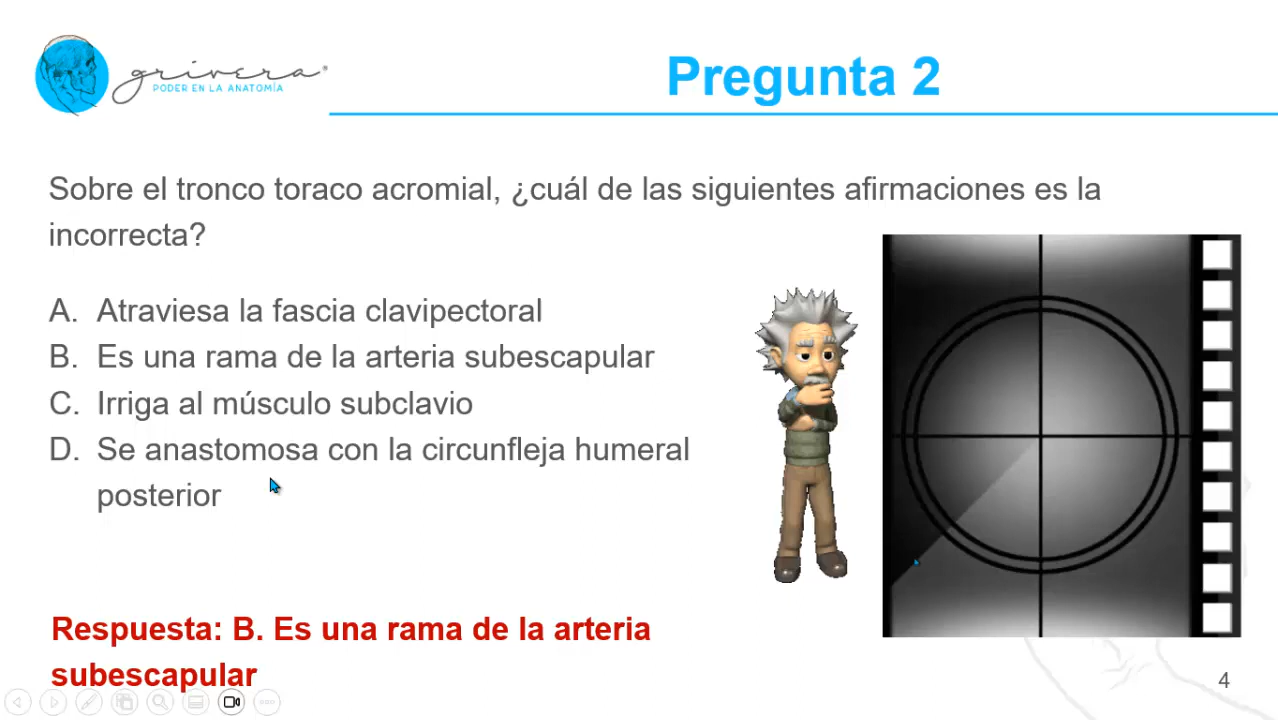 grivera®
PODER EN LA ANATOMÍA
Pregunta 2
Sobre el tronco toraco acromial, ¿cuál de las siguientes afirmaciones es la
incorrecta?
A. Atraviesa la fascia clavipectoral
B. Es una rama de la arteria subescapular
C. Irriga al músculo subclavio
D. Se anastomosa con la circunfleja humeral
posterior
Respuesta: B. Es una rama de la arteria
subescapular
4